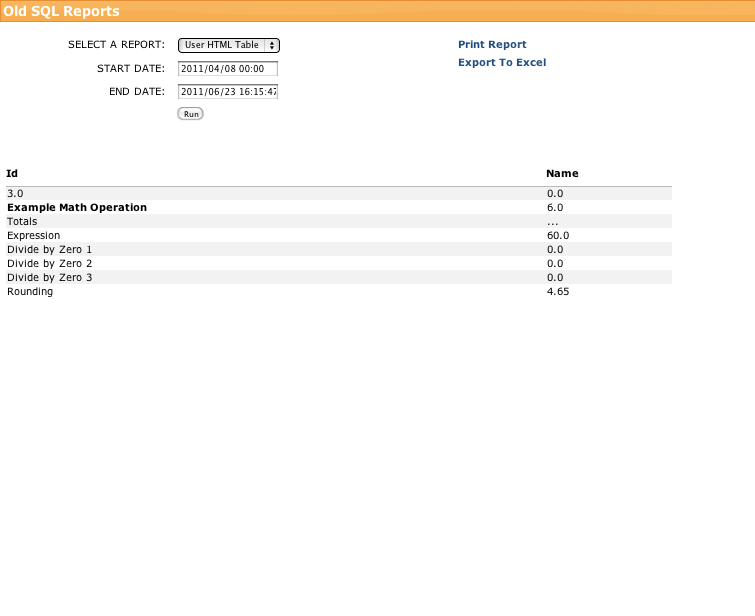 Old SQL Reports
SELECT A REPORT: User HTML Table
Print Report
START DATE: 2011/04/08 00:00
Export To Excel
END DATE: 2011/06/23 16:15:47
Run
Id Name
3.0 0.0
Example Math Operation 6.0
Totals ...
Expression 60.0
Divide by Zero 1 0.0
Divide by Zero 2 0.0
Divide by Zero 3 0.0
Rounding 4.65